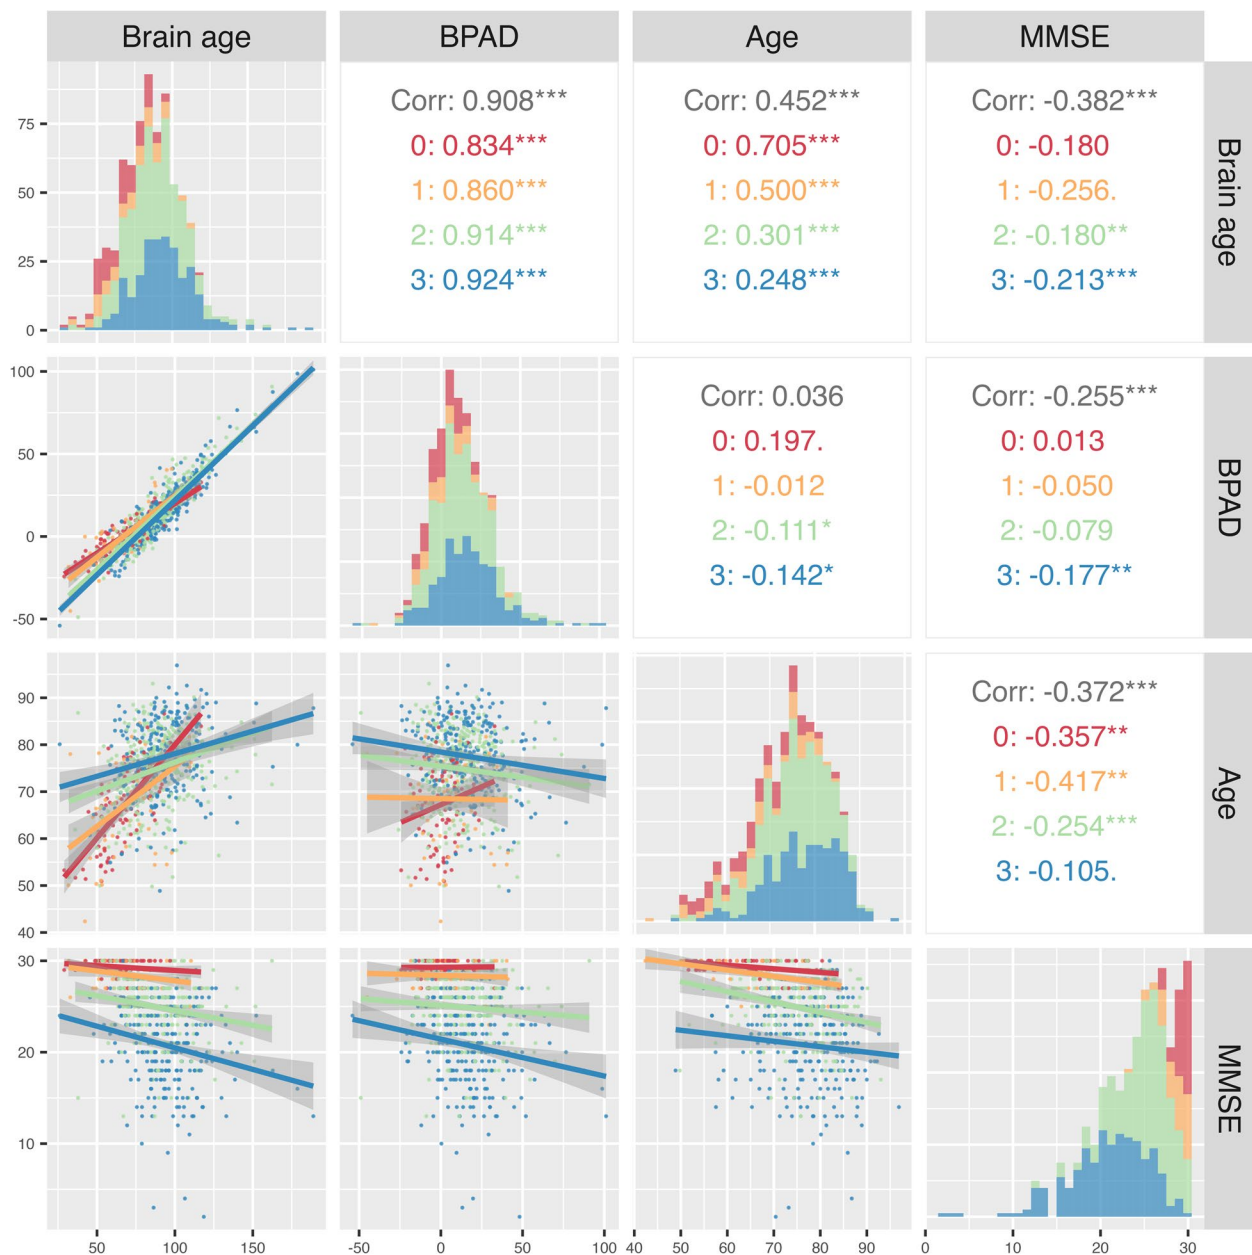 Brain age BPAD Age MMSE
Corr: 0.908*** Corr: 0.452*** Corr: -0.382***
0: 0.834*** 0: 0.705*** 0: -0.180
1: 0.860*** 1: 0.500*** 1: -0.256.
2: 0.914*** 2: 0.301*** 2: -0.180**
3: 0.924*** 3: 0.248*** 3: -0.213***
Brain age
75
50
25
0
Corr: 0.036 Corr: -0.255***
0: 0.197. 0: 0.013
1: -0.012 1: -0.050
2: -0.111* 2: -0.079
3: -0.142* 3: -0.177**
BPAD
100
50
0
-50
Corr: -0.372***
0: -0.357**
1: -0.417**
2: -0.254***
3: -0.105.
Age
90
80
70
60
50
40
MMSE
30
20
10
50 100 150 -50 0 50 100 40 50 60 70 80 90 0 10 20 30